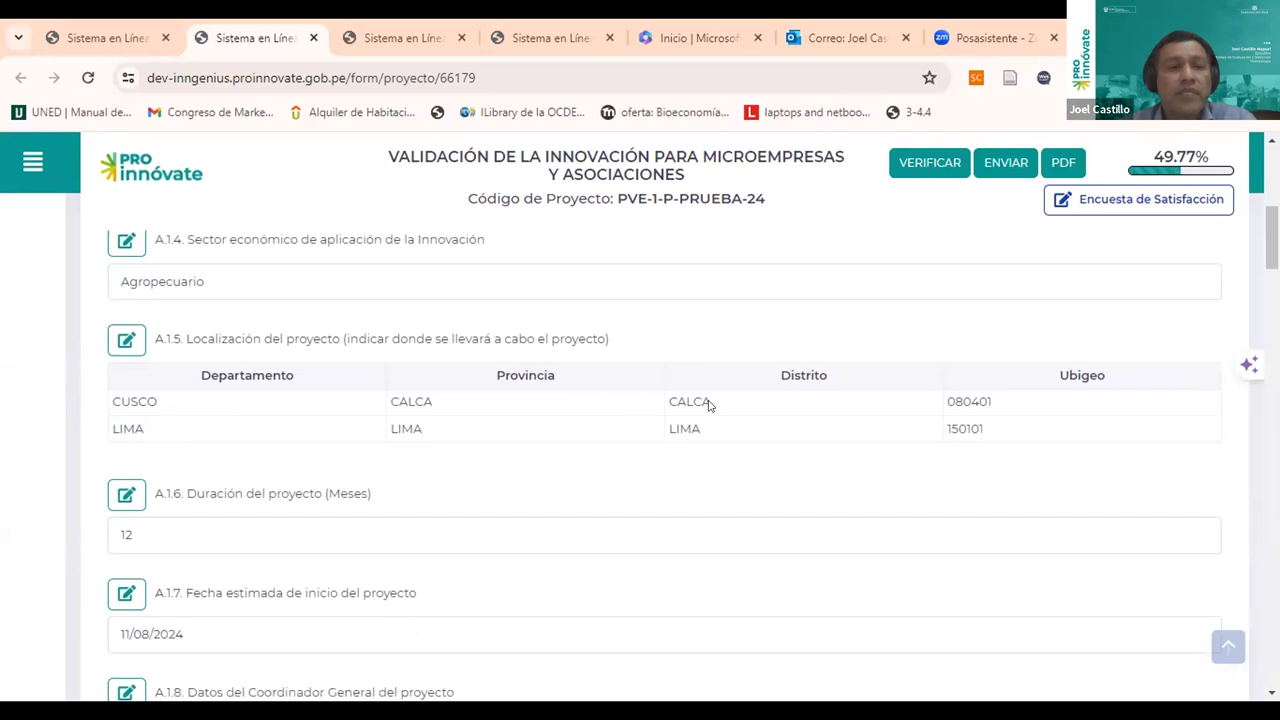 Sistema en Líne
Sistema en Líne
Sistema en Líne
Sistema en Líne
Inicio | Microsof
Correo: Joel Cas
Posasistente - Z
dev-inngenius.proinnovate.gob.pe/form/proyecto/66179
UNED | Manual de...
Congreso de Marke...
Alquiler de Habitaci...
ILibrary de la OCDE...
oferta: Bioeconomía...
laptops and netboo...
3-4.4
PRO innóvate
Joel Castillo
PRO innóvate
VALIDACIÓN DE LA INNOVACIÓN PARA MICROEMPRESAS
Y ASOCIACIONES
Código de Proyecto: PVE-1-P-PRUEBA-24
VERIFICAR
ENVIAR
PDF
49.77%
Encuesta de Satisfacción
A.1.4. Sector económico de aplicación de la Innovación
Agropecuario
A.1.5. Localización del proyecto (indicar donde se llevará a cabo el proyecto)
Departamento Provincia Distrito Ubigeo
CUSCO CALCA CALCA 080401
LIMA LIMA LIMA 150101
A.1.6. Duración del proyecto (Meses)
12
A.1.7. Fecha estimada de inicio del proyecto
11/08/2024
A.1.8. Datos del Coordinador General del proyecto